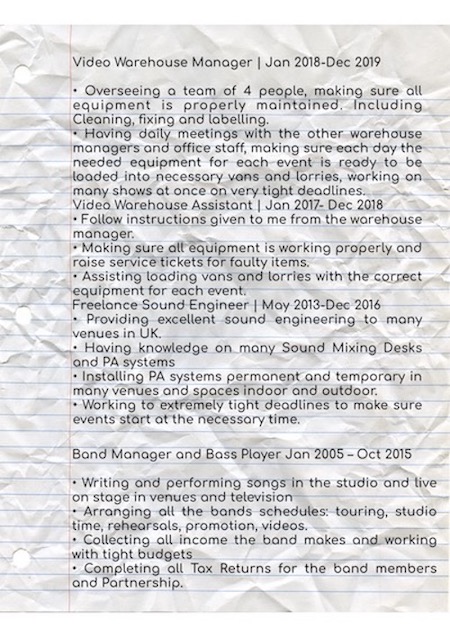 Video Warehouse Manager | Jan 2018-Dec 2019
• Overseeing a team of 4 people, making sure all
equipment is properly maintained. Including
Cleaning, fixing and labelling.
• Having daily meetings with the other warehouse
managers and office staff, making sure each day the
needed equipment for each event is ready to be
loaded into necessary vans and lorries, working on
many shows at once on very tight deadlines.
Video Warehouse Assistant | Jan 2017- Dec 2018
• Follow instructions given to me from the warehouse
manager.
• Making sure all equipment is working properly and
raise service tickets for faulty items.
• Assisting loading vans and lorries with the correct
equipment for each event.
Freelance Sound Engineer | May 2013-Dec 2016
• Providing excellent sound engineering to many
venues in UK.
• Having knowledge on many Sound Mixing Desks
and PA systems
• Installing PA systems permanent and temporary in
many venues and spaces indoor and outdoor.
• Working to extremely tight deadlines to make sure
events start at the necessary time.
Band Manager and Bass Player Jan 2005 – Oct 2015
• Writing and performing songs in the studio and live
on stage in venues and television
• Arranging all the bands schedules: touring, studio
time, rehearsals, promotion, videos.
• Collecting all income the band makes and working
with tight budgets
• Completing all Tax Returns for the band members
and Partnership.